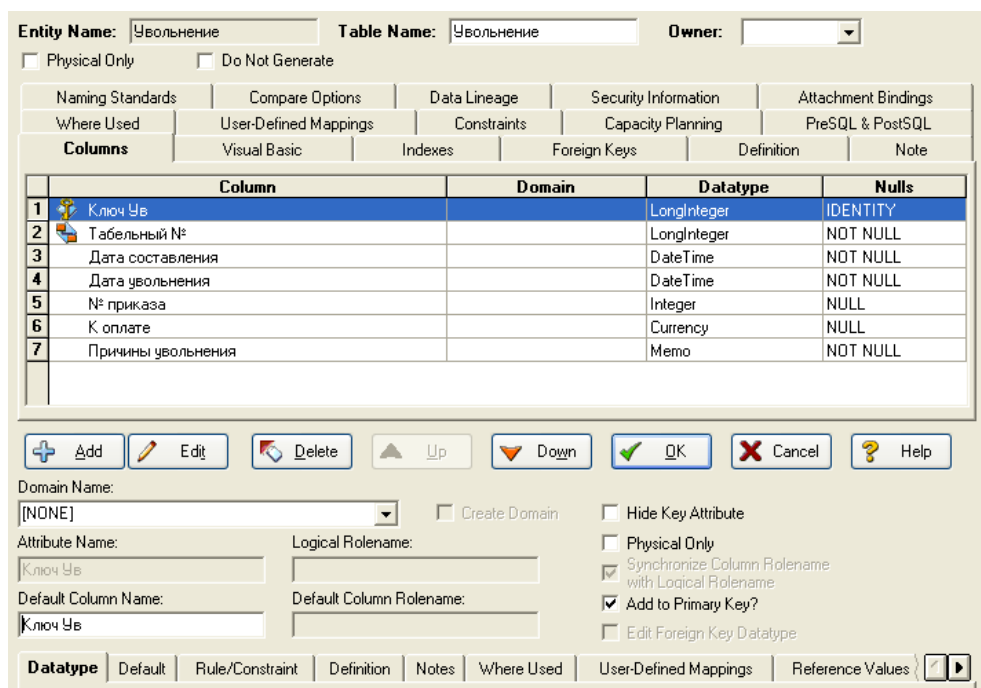 Entity Name: Увольнение Table Name: Увольнение Owner:
Physical Only Do Not Generate
Naming Standards Compare Options Data Lineage Security Information Attachment Bindings
Where Used User-Defined Mappings Constraints Capacity Planning PreSQL & PostSQL
Columns Visual Basic Indexes Foreign Keys Definition Note
Column Domain Datatype Nulls
1 Ключ Ув LongInteger IDENTITY
2 Табельный № LongInteger NOT NULL
3 Дата составления DateTime NOT NULL
4 Дата увольнения DateTime NOT NULL
5 № приказа Integer NULL
6 К оплате Currency NULL
7 Причины увольнения Memo NOT NULL
Add Edit Delete Up Down OK Cancel Help
Domain Name:
[NONE] Create Domain Hide Key Attribute
Attribute Name: Logical Rolename: Physical Only
Ключ Ув Synchronize Column Rolename
with Logical Rolename
Default Column Name: Default Column Rolename: Add to Primary Key?
Ключ Ув Edit Foreign Key Datatype
Datatype Default Rule/Constraint Definition Notes Where Used User-Defined Mappings Reference Values